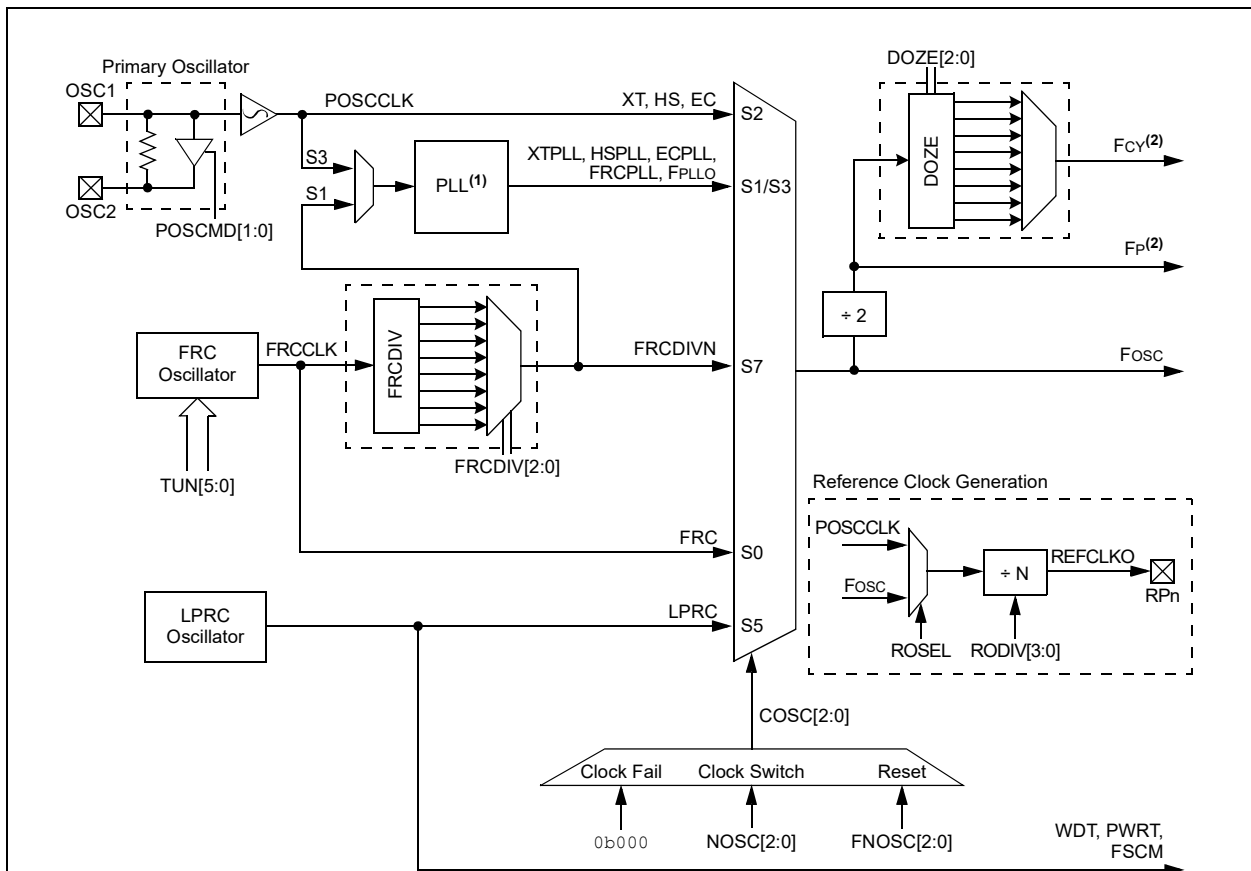 DOZE[2:0]
Primary Oscillator
OSC1
POSCCLK
XT, HS, EC
S2
DOZE
FCY(2)
S3
PLL(1)
XTPLL, HSPLL, ECPLL,
FRCPLL, FPLLO
S1/S3
S1
OSC2
POSCMD[1:0]
FP(2)
÷ 2
FRC
Oscillator
FRCCLK
FRCDIV
FRCDIVN
S7
FOSC
TUN[5:0]
FRCDIV[2:0]
Reference Clock Generation
POSCCLK
FOSC
÷ N
REFCLKO
RPn
ROSEL
RODIV[3:0]
FRC
S0
LPRC
Oscillator
LPRC
S5
COSC[2:0]
Clock Fail
Clock Switch
Reset
0b000
NOSC[2:0]
FNOSC[2:0]
WDT, PWRT,
FSCM